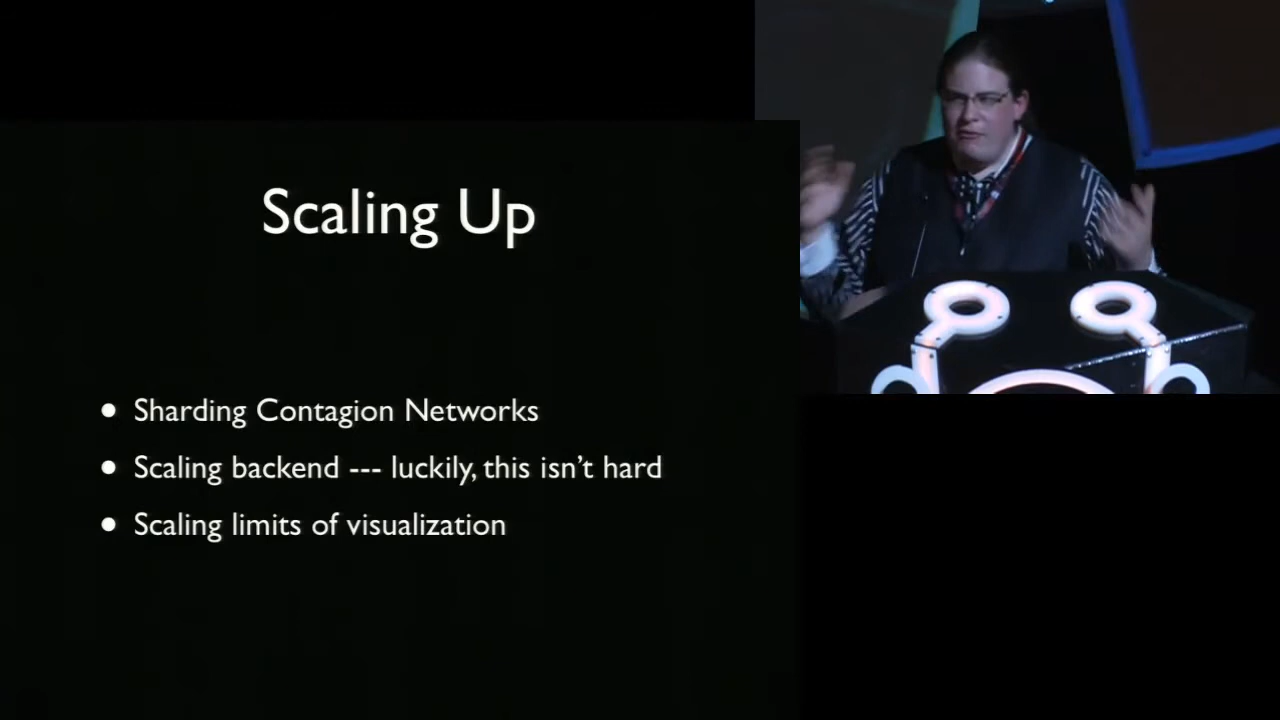 Scaling Up
• Sharding Contagion Networks
• Scaling backend --- luckily, this isn't hard
• Scaling limits of visualization